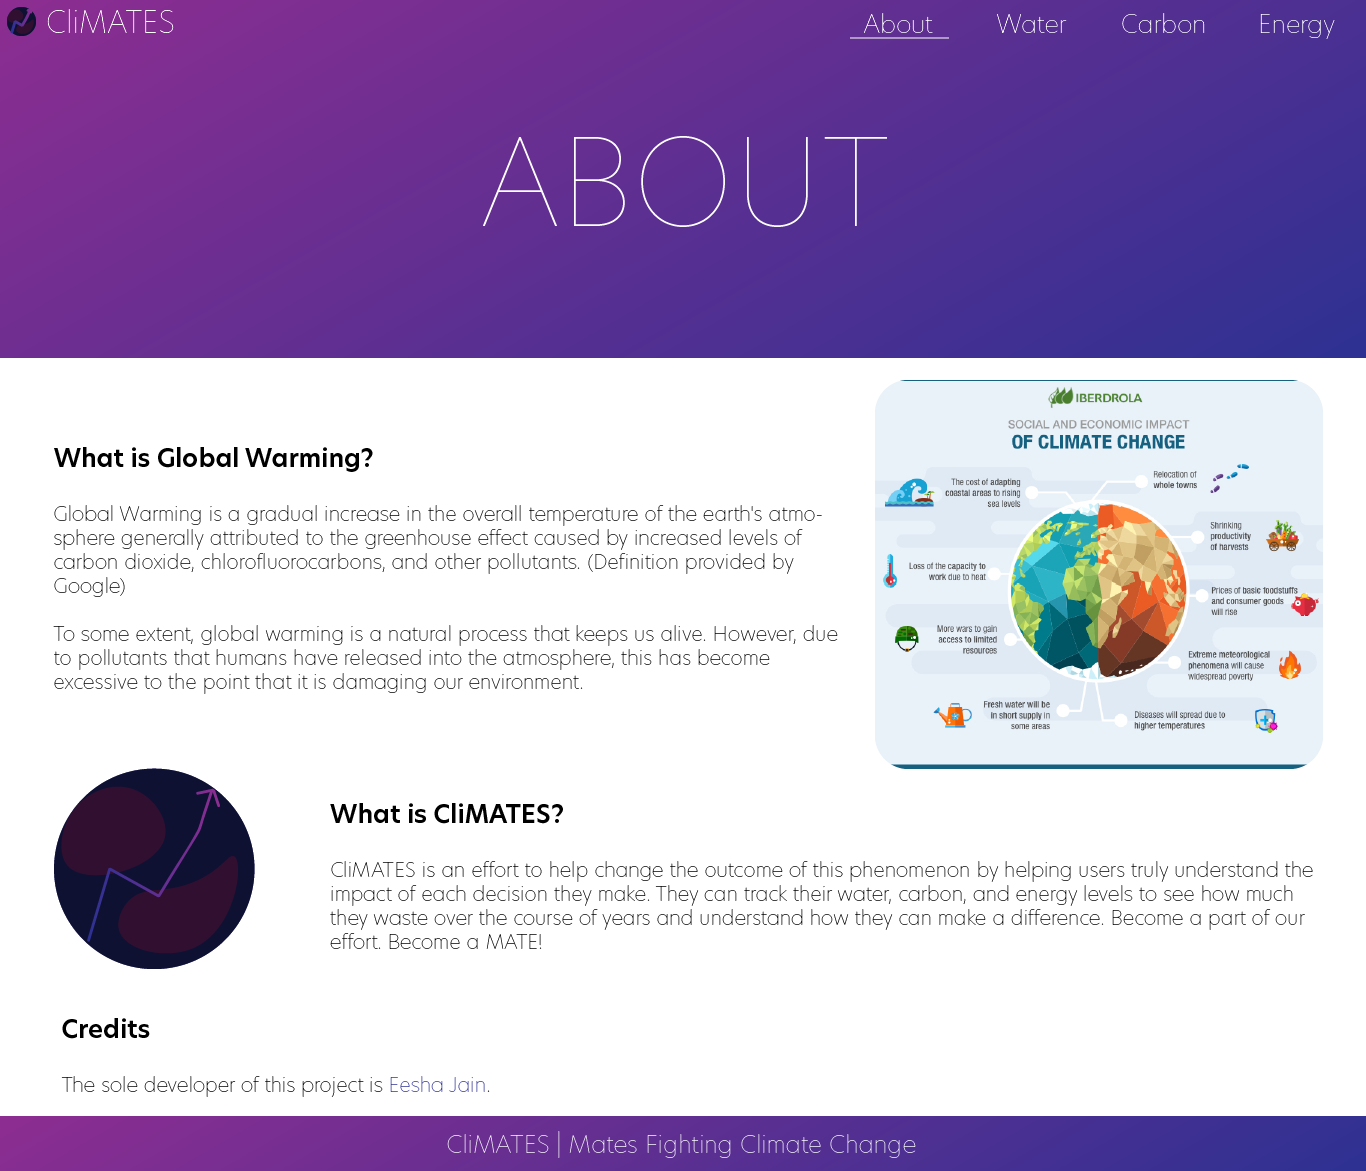 CliMATES
About
Water
Carbon
Energy
ABOUT
What is Global Warming?
Global Warming is a gradual increase in the overall temperature of the earth's atmo-
sphere generally attributed to the greenhouse effect caused by increased levels of
carbon dioxide, chlorofluorocarbons, and other pollutants. (Definition provided by
Google)
To some extent, global warming is a natural process that keeps us alive. However, due
to pollutants that humans have released into the atmosphere, this has become
excessive to the point that it is damaging our environment.
IBERDROLA
SOCIAL AND ECONOMIC IMPACT
OF CLIMATE CHANGE
The cost of adapting
coastal areas to rising
sea levels
Relocation of
whole towns
Shrinking
productivity
of harvests
Loss of the capacity to
work due to heat
Prices of basic foodstuffs
and consumer goods
will rise
More wars to gain
access to limited
resources
Extreme meteorological
phenomena will cause
widespread poverty
Fresh water will be
in short supply in
some areas
Diseases will spread due to
higher temperatures
What is CliMATES?
CliMATES is an effort to help change the outcome of this phenomenon by helping users truly understand the
impact of each decision they make. They can track their water, carbon, and energy levels to see how much
they waste over the course of years and understand how they can make a difference. Become a part of our
effort. Become a MATE!
Credits
The sole developer of this project is Eesha Jain.
CliMATES | Mates Fighting Climate Change